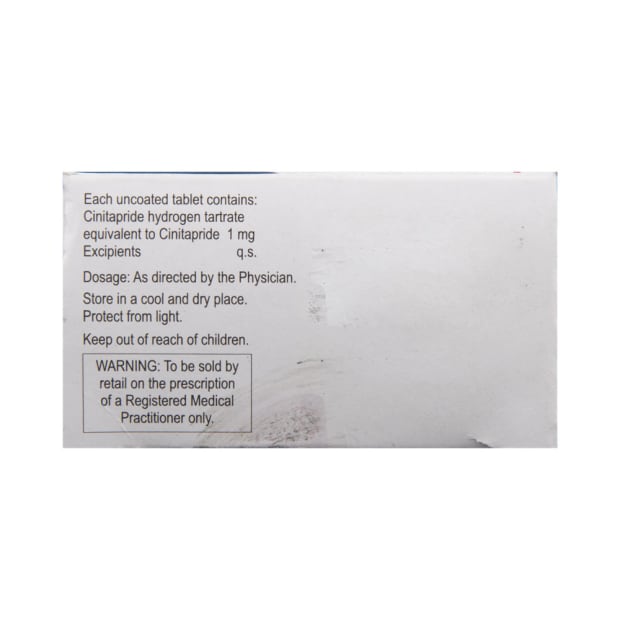 Each uncoated tablet contains:
Cinitapride hydrogen tartrate
equivalent to Cinitapride 1 mg
Excipients q.s.
Dosage: As directed by the Physician.
Store in a cool and dry place.
Protect from light.
Keep out of reach of children.
WARNING: To be sold by
retail on the prescription
of a Registered Medical
Practitioner only.